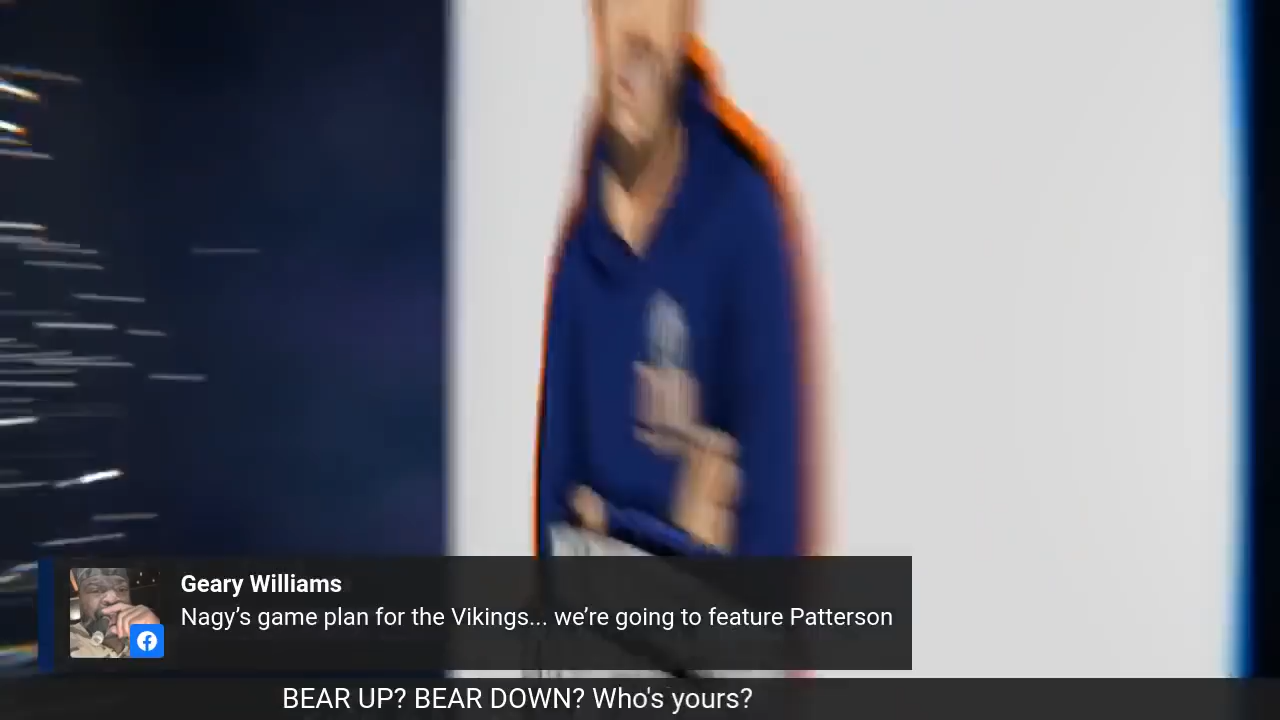 Geary Williams
Nagy’s game plan for the Vikings... we’re going to feature Patterson
BEAR UP? BEAR DOWN? Who's yours?